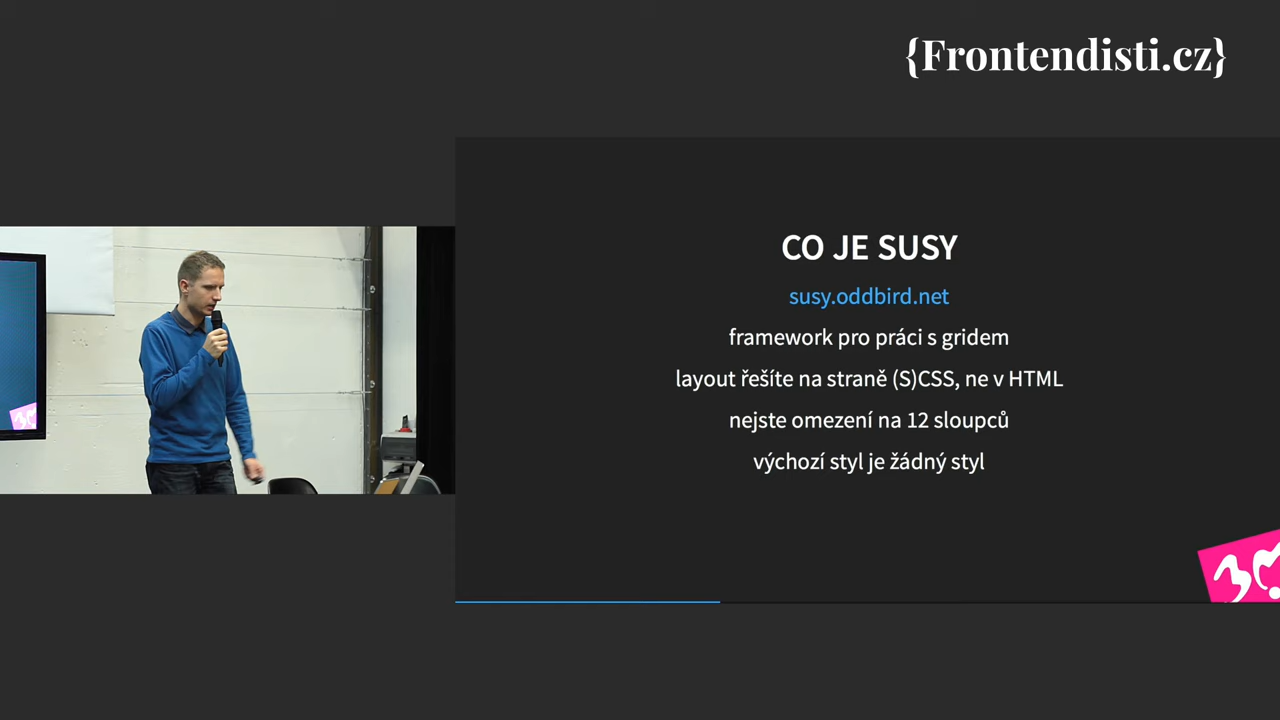 {Frontendisti.cz}
CO JE SUSY
susy.oddbird.net
framework pro práci s gridem
layout řešíte na straně (S)CSS, ne v HTML
nejste omezení na 12 sloupců
výchozí styl je žádný styl